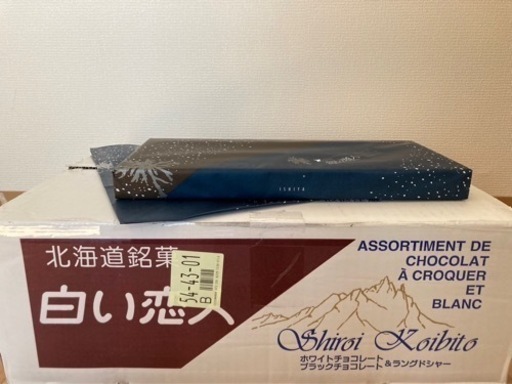 ISHIYA
北海道銘菓
白い恋人
54-43-01
B
ASSORTIMENT DE
CHOCOLAT
À CROQUER
ET
BLANC
Shiroi Koibito
ホワイトチョコレート
ブラックチョコレート
&ラングドシャー